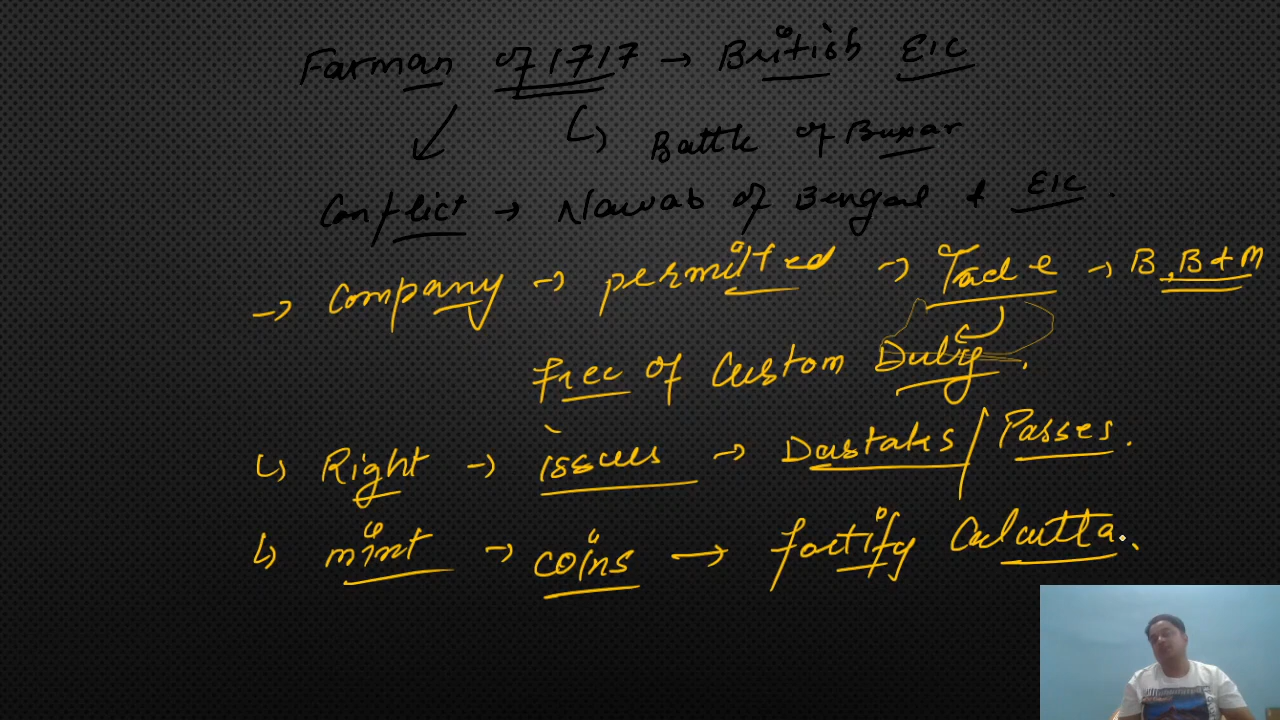 Farman of 1717 → British EIC
↳ Battle of Buxar
Conflict → Nawab of Bengal & EIC.
→ Company → permitted → Tade → B, B & M
free of Custom Duty.
↳ Right → issues → Dastaks / Passes.
↳ mint → coins → fortify Calcutta.